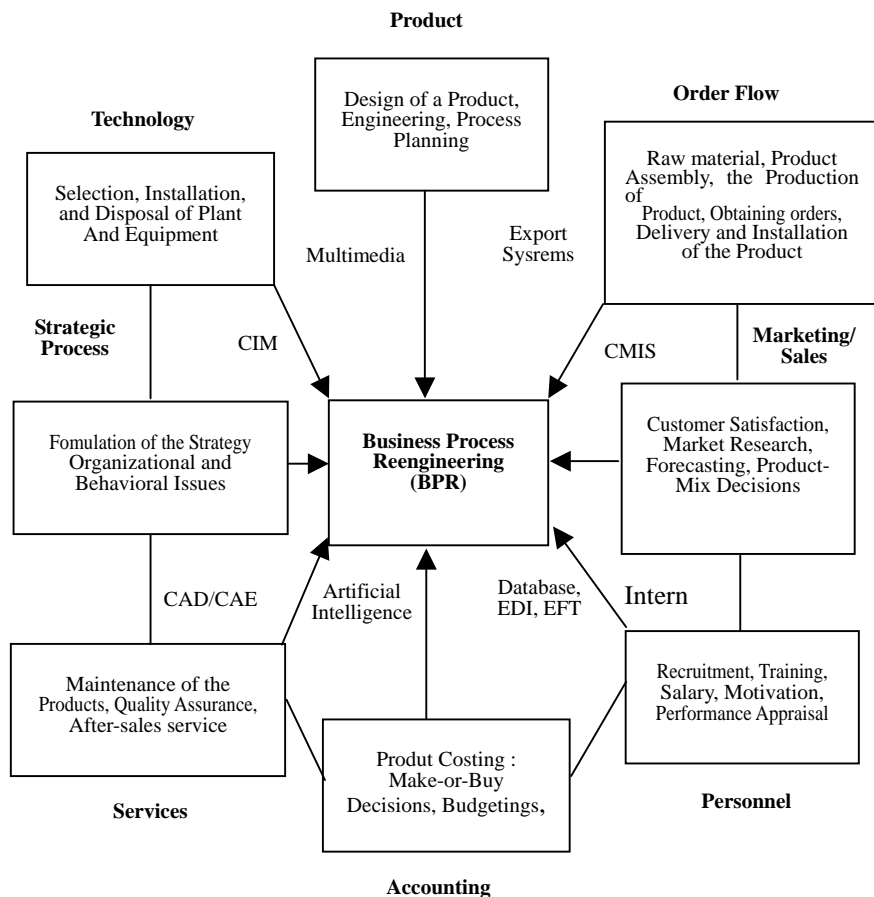 Product
Design of a Product,
Engineering, Process
Planning
Order Flow
Raw material, Product
Assembly, the Production
of
Product, Obtaining orders,
Delivery and Installation
of the Product
Technology
Selection, Installation,
and Disposal of Plant
And Equipment
Multimedia
Export
Sysrems
Strategic
Process
CIM
CMIS
Marketing/
Sales
Fomulation of the Strategy
Organizational and
Behavioral Issues
Business Process
Reengineering
(BPR)
Customer Satisfaction,
Market Research,
Forecasting, Product-
Mix Decisions
CAD/CAE
Artificial
Intelligence
Database,
EDI, EFT
Intern
Maintenance of the
Products, Quality Assurance,
After-sales service
Services
Produt Costing :
Make-or-Buy
Decisions, Budgetings,
Accounting
Recruitment, Training,
Salary, Motivation,
Performance Appraisal
Personnel